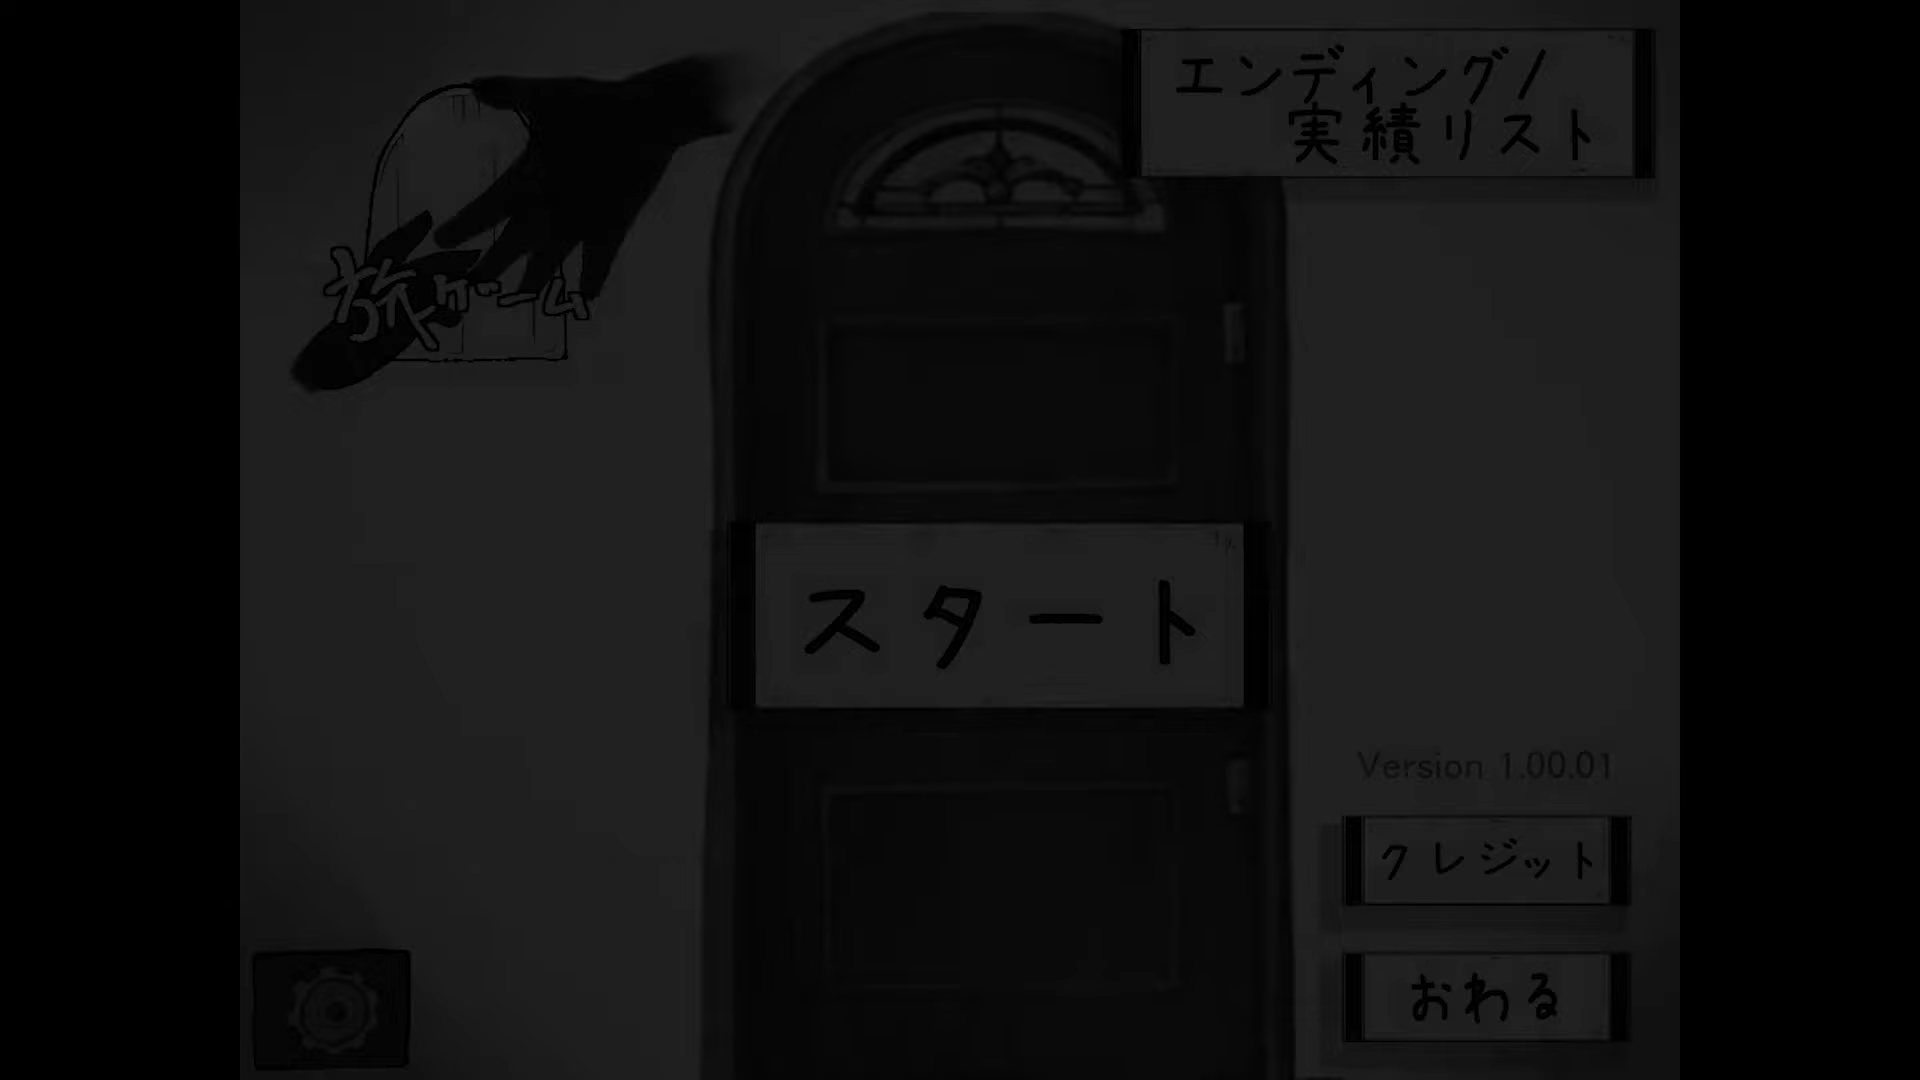 エンディング/
実績リスト
旅ゲーム
スタート
Version 1.00.01
クレジット
おわる